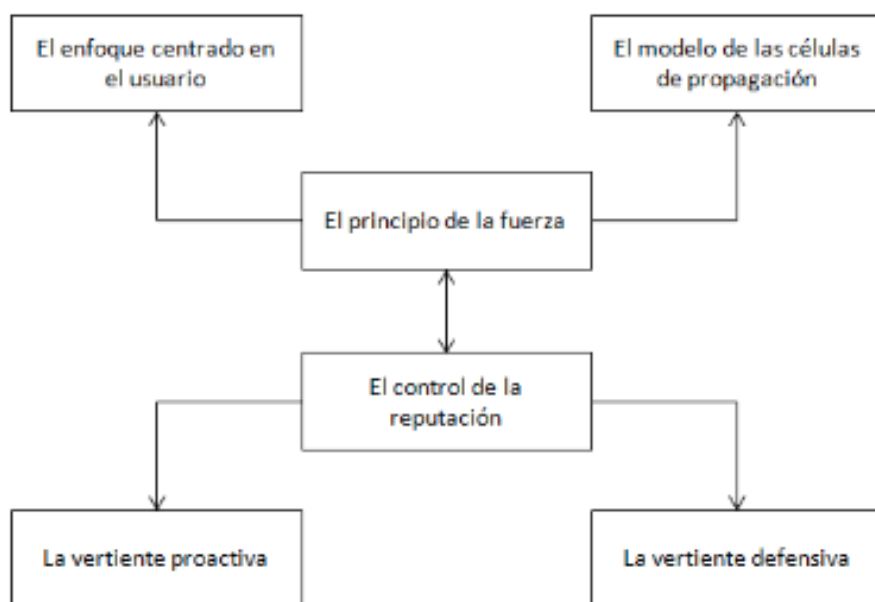 El enfoque centrado en
el usuario
El modelo de las células
de propagación
El principio de la fuerza
El control de la
reputación
La vertiente proactiva
La vertiente defensiva